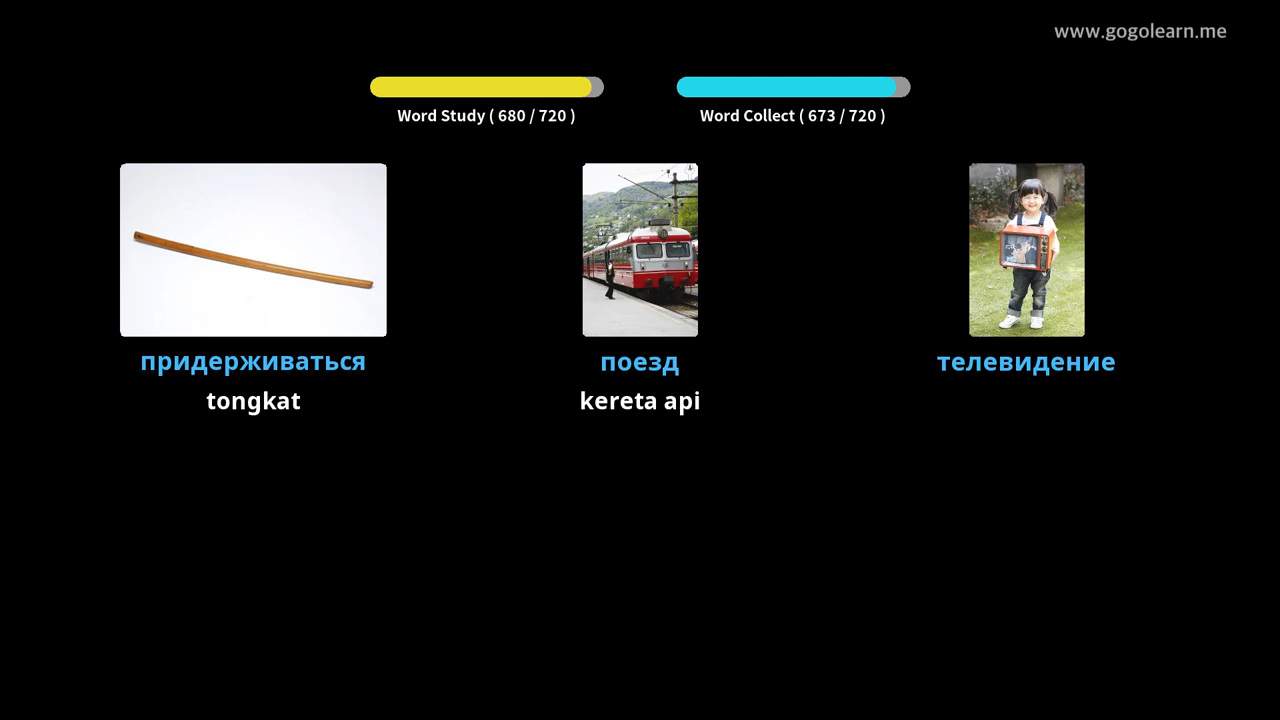 www.gogolearn.me
Word Study ( 680 / 720 )
Word Collect ( 673 / 720 )
придерживаться
поезд
телевидение
tongkat
kereta api